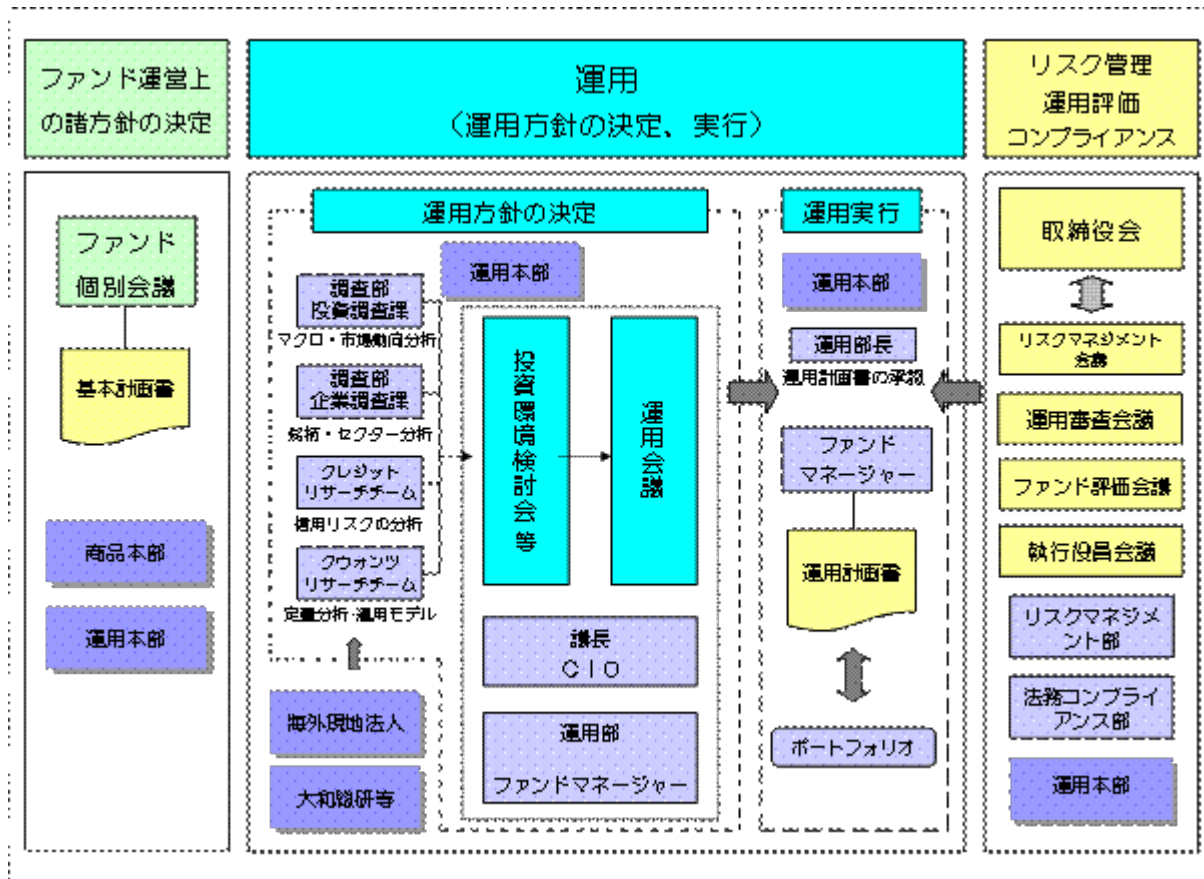 ファンド運営上
の諸方針の決定
運用
(運用方針の決定、実行)
リスク管理
運用評価
コンプライアンス
ファンド
個別会議
基本計画書
商品本部
運用本部
運用方針の決定
運用本部
調査部
投資調査課
マクロ・市場動向分析
調査部
企業調査課
銘柄・セクター分析
クレジット
リサーチチーム
信用リスクの分析
クウォンツ
リサーチチーム
定量分析・運用モデル
海外現地法人
大和総研等
投資環境検討会等
運用会議
議長
CIO
運用部
ファンドマネージャー
運用実行
運用本部
運用部長
運用計画書の承認
ファンド
マネージャー
運用計画書
ポートフォリオ
取締役会
リスクマネジメント
会議
運用審査会議
ファンド評価会議
執行役員会議
リスクマネジメ
ント部
法務コンプライ
アンス部
運用本部